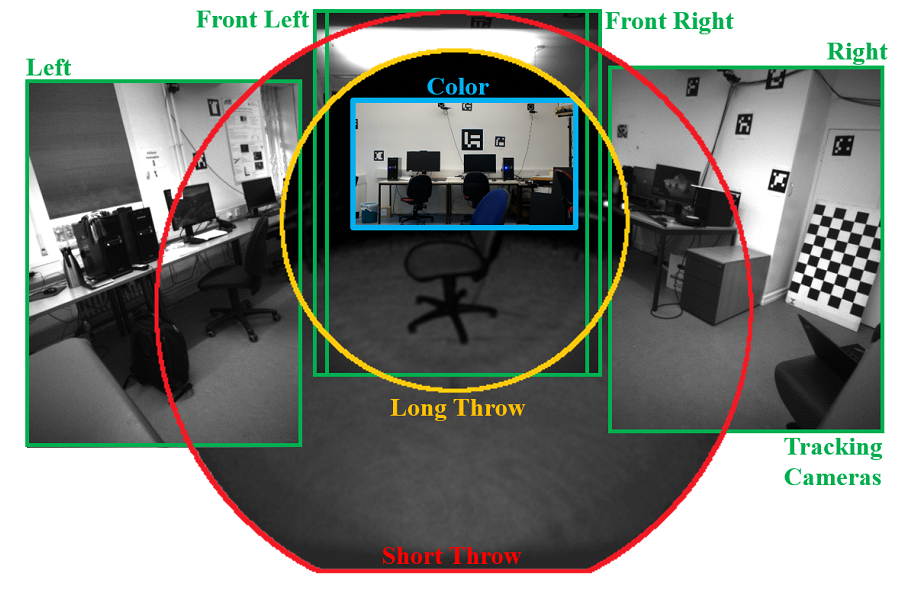 Front Left
Front Right
Left
Right
Color
Long Throw
Tracking
Cameras
Short Throw